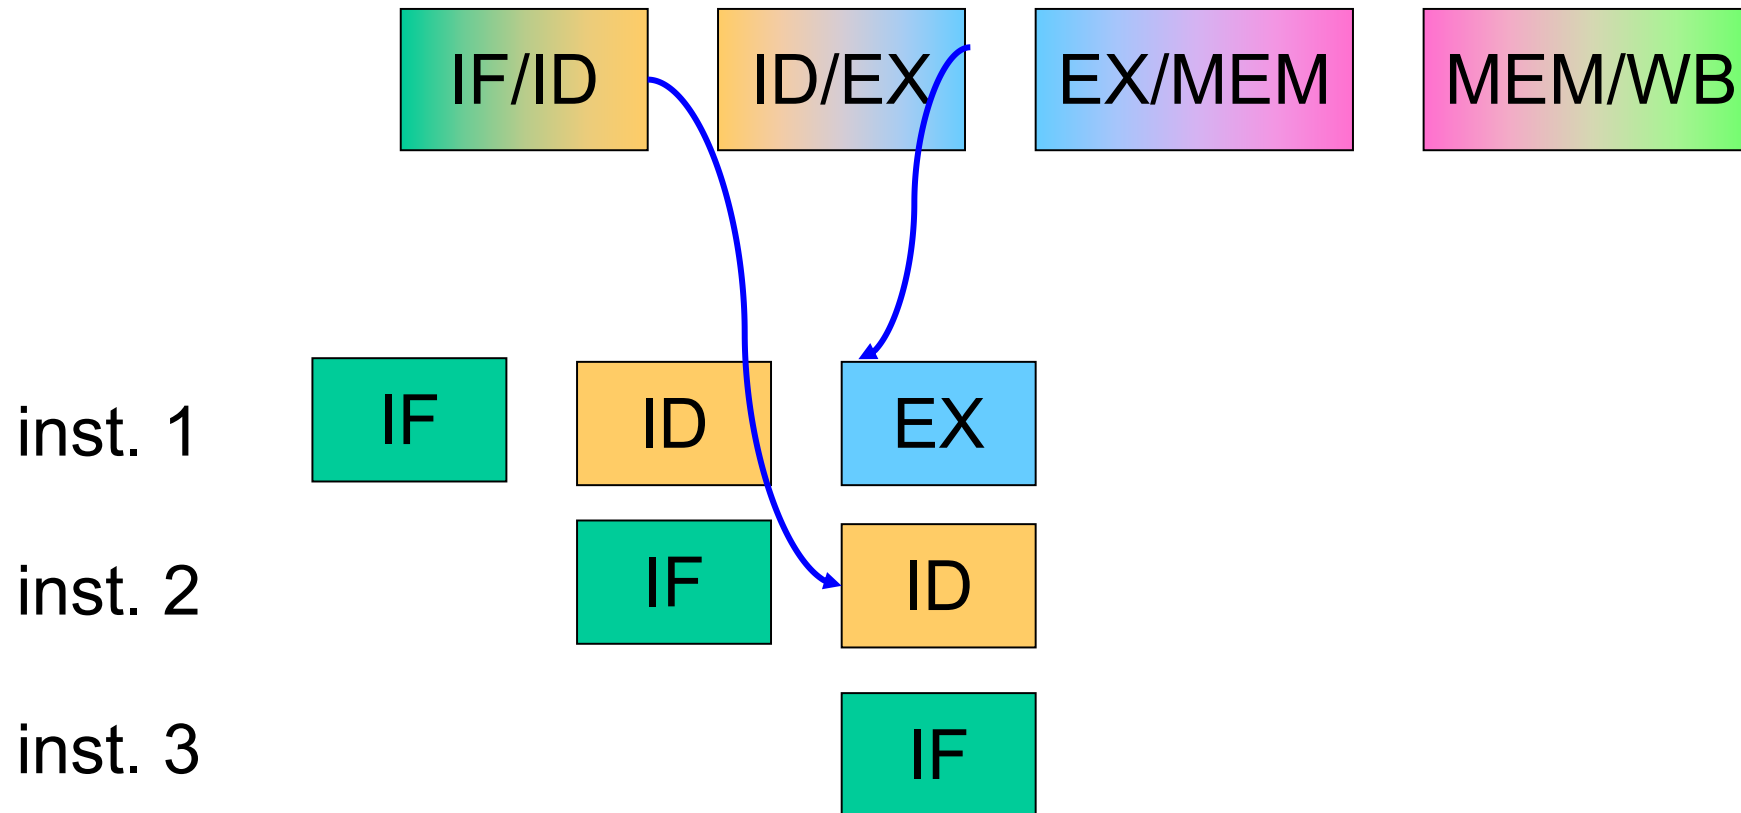 IF/ID ID/EX EX/MEM MEM/WB
inst. 1 IF ID EX
inst. 2 IF ID
inst. 3 IF